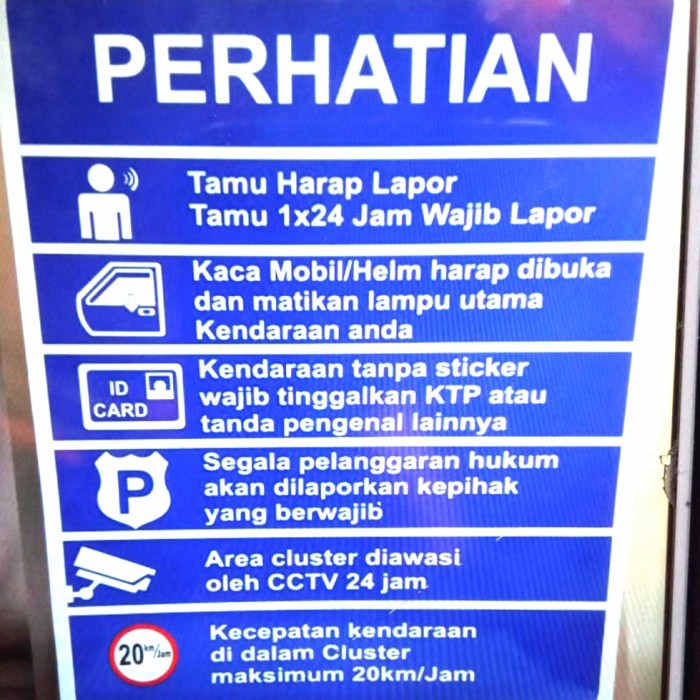 PERHATIAN
Tamu Harap Lapor
Tamu 1x24 Jam Wajib Lapor
Kaca Mobil/Helm harap dibuka
dan matikan lampu utama
Kendaraan anda
ID
CARD
Kendaraan tanpa sticker
wajib tinggalkan KTP atau
tanda pengenal lainnya
P
Segala pelanggaran hukum
akan dilaporkan kepihak
yang berwajib
Area cluster diawasi
oleh CCTV 24 jam
20 km/Jam
Kecepatan kendaraan
di dalam Cluster
maksimum 20km/Jam